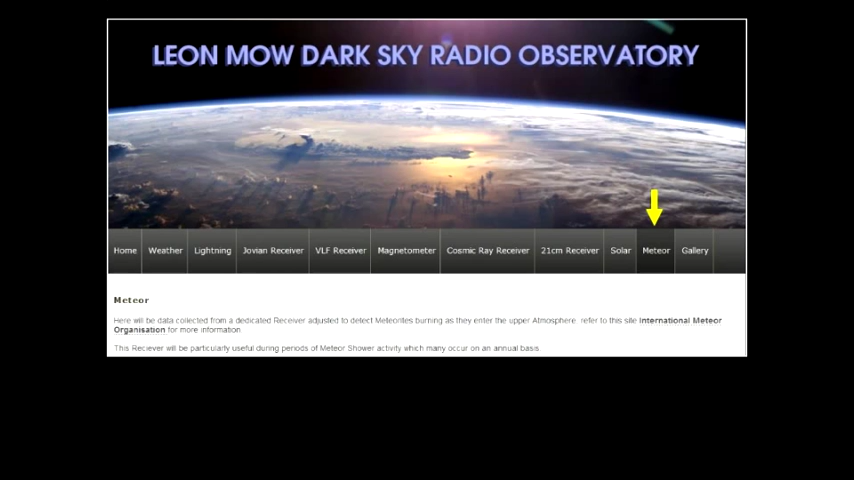 LEON MOW DARK SKY RADIO OBSERVATORY
Home Weather Lightning Jovian Receiver VLF Receiver Magnetometer Cosmic Ray Receiver 21cm Receiver Solar Meteor Gallery
Meteor
Here will be data collected from a dedicated Receiver adjusted to detect Meteorites burning as they enter the upper Atmosphere. refer to this site International Meteor
Organisation for more information
This Reciever will be particularly useful during periods of Meteor Shower activity which many occur on an annual basis.